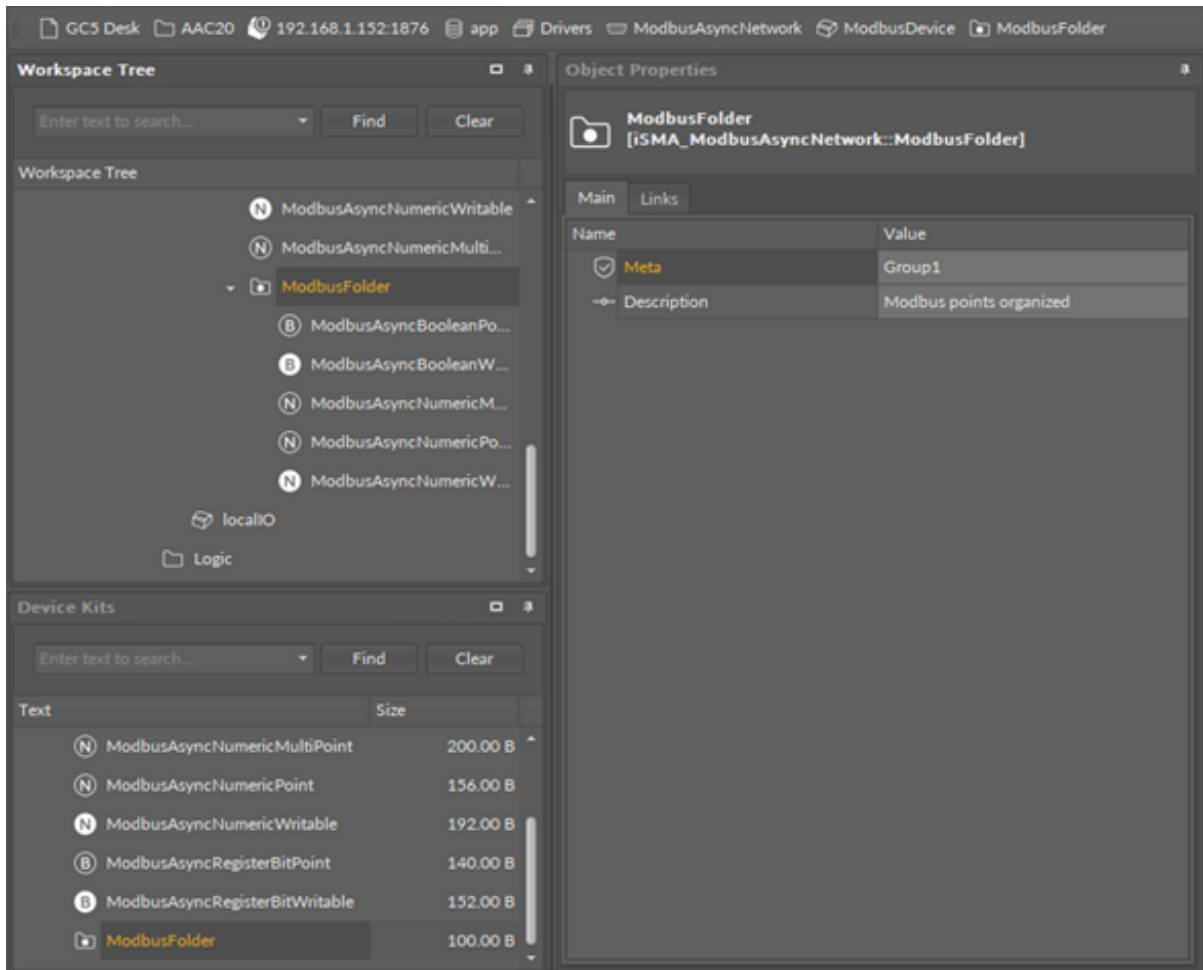 GC5 Desk AAC20 192.168.1.152:1876 app Drivers ModbusAsyncNetwork ModbusDevice ModbusFolder
Workspace Tree
Enter text to search... Find Clear
Workspace Tree
N ModbusAsyncNumericWritable
N ModbusAsyncNumericMulti...
ModbusFolder
B ModbusAsyncBooleanPo...
B ModbusAsyncBooleanW...
N ModbusAsyncNumericM...
N ModbusAsyncNumericPo...
N ModbusAsyncNumericW...
localIO
Logic
Device Kits
Enter text to search... Find Clear
Text Size
N ModbusAsyncNumericMultiPoint 200.00 B
N ModbusAsyncNumericPoint 156.00 B
N ModbusAsyncNumericWritable 192.00 B
B ModbusAsyncRegisterBitPoint 140.00 B
B ModbusAsyncRegisterBitWritable 152.00 B
ModbusFolder 100.00 B
Object Properties
ModbusFolder
[iSMA_ModbusAsyncNetwork::ModbusFolder]
Main Links
Name Value
Meta Group1
Description Modbus points organized